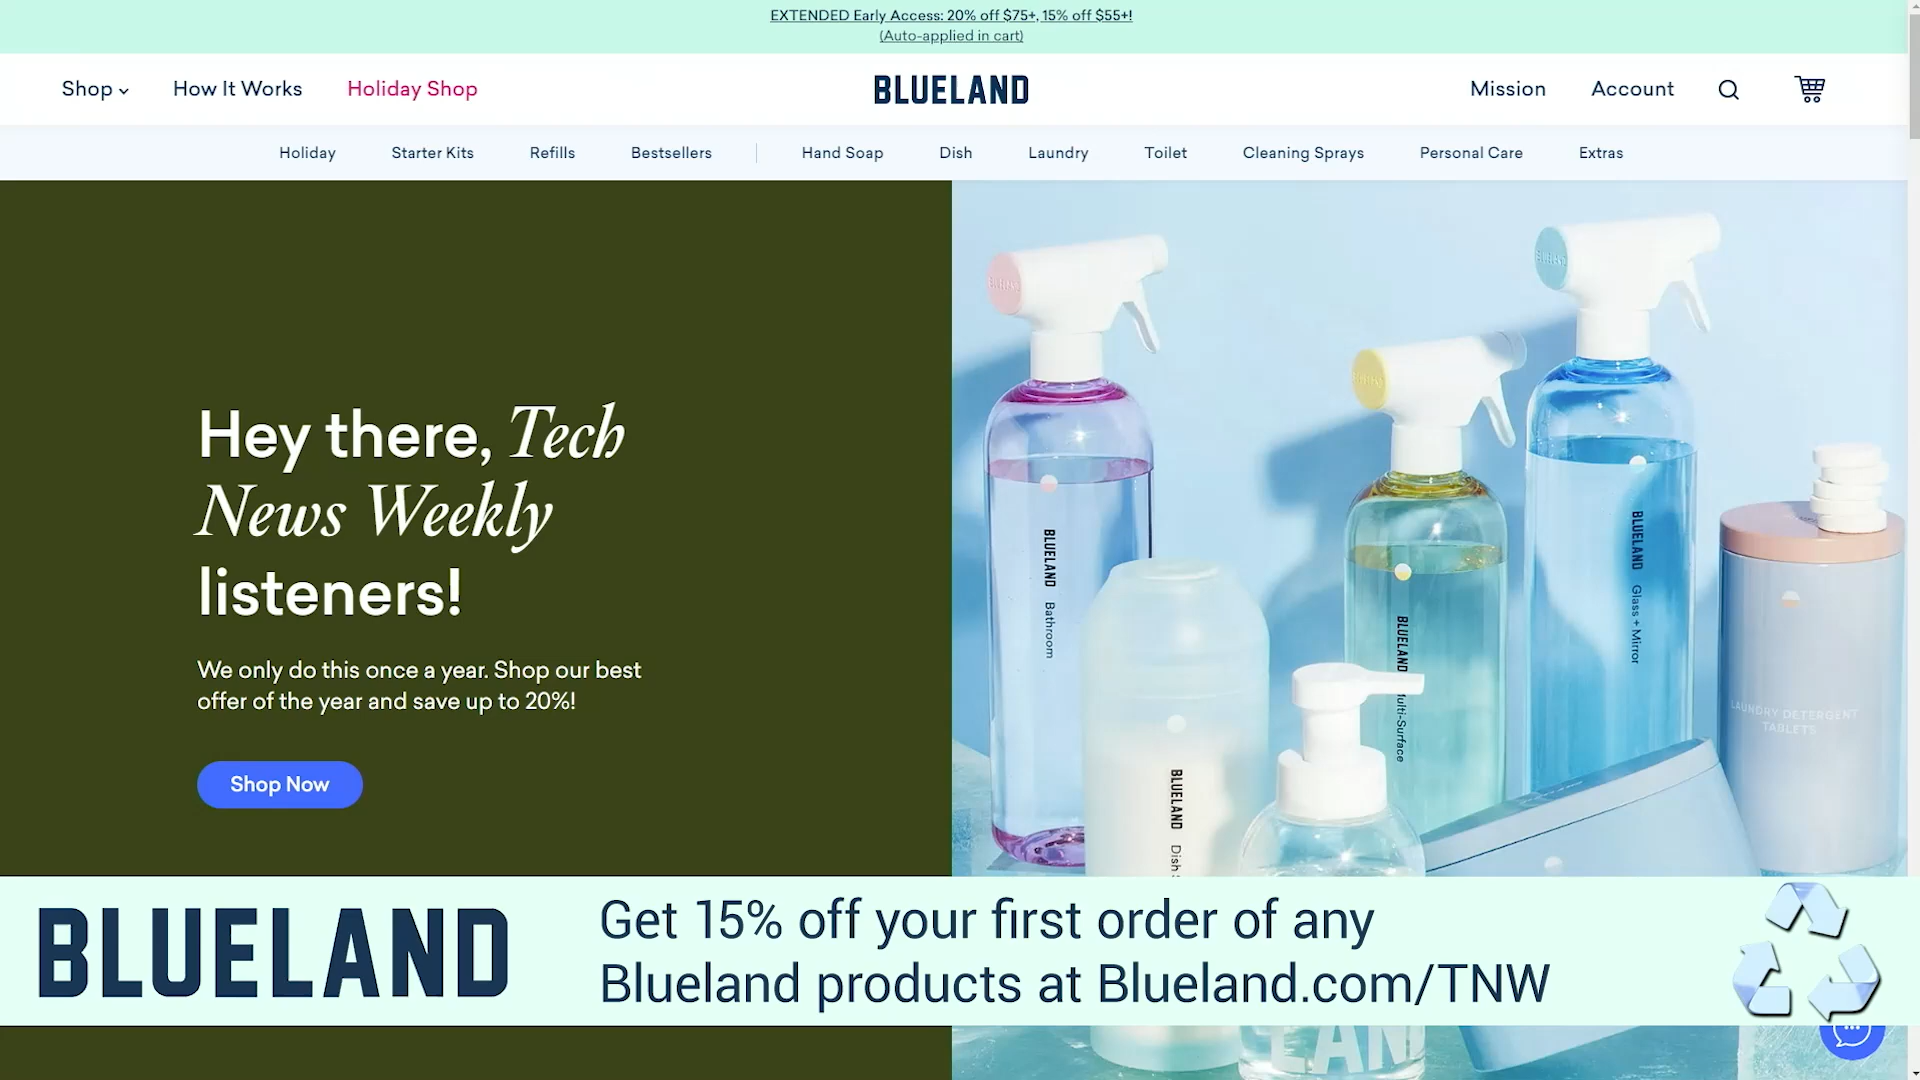 EXTENDED Early Access: 20% off $75+, 15% off $55+!
(Auto-applied in cart)
Shop
How It Works
Holiday Shop
BLUELAND
Mission
Account
Holiday
Starter Kits
Refills
Bestsellers
Hand Soap
Dish
Laundry
Toilet
Cleaning Sprays
Personal Care
Extras
Hey there, Tech
News Weekly
listeners!
We only do this once a year. Shop our best
offer of the year and save up to 20%!
Shop Now
BLUELAND Bathroom
BLUELAND Dish
BLUELAND ulti-Surface
BLUELAND Glass + Mirror
LAUNDRY DETERGENT
TABLETS
BLUELAND
Get 15% off your first order of any
Blueland products at Blueland.com/TNW
LAN